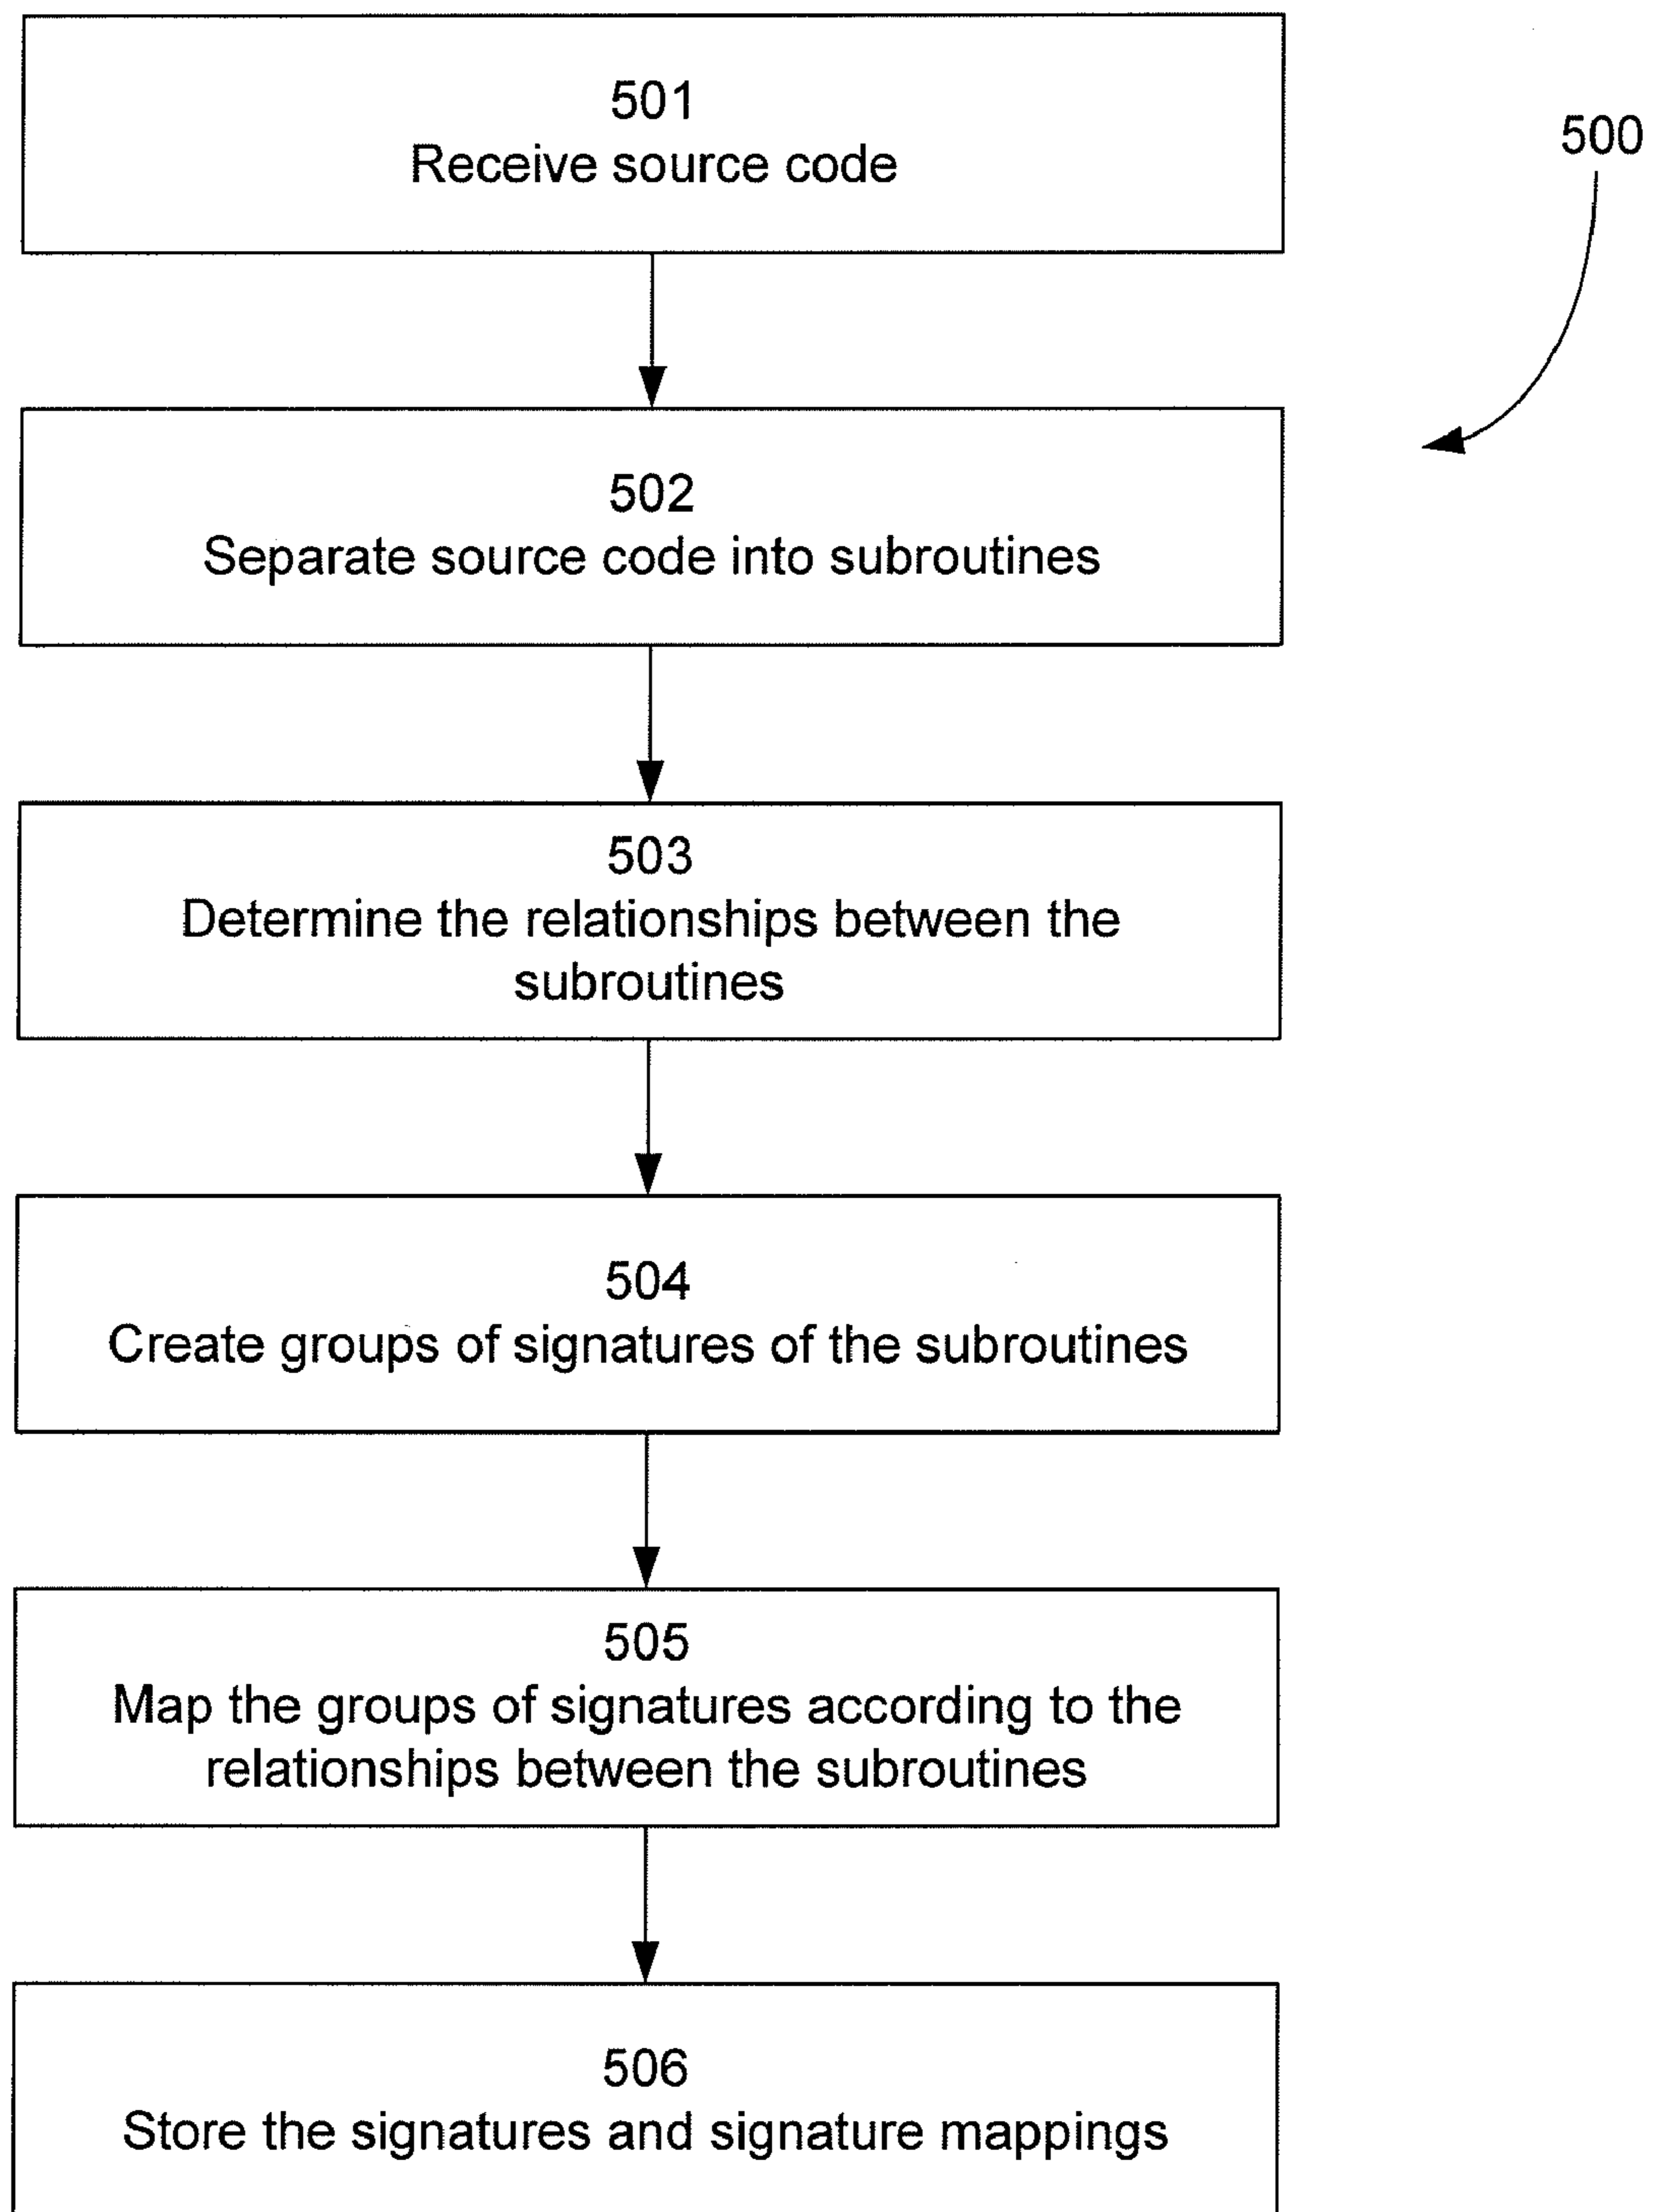 501
Receive source code
500
502
Separate source code into subroutines
503
Determine the relationships between the
subroutines
504
Create groups of signatures of the subroutines
505
Map the groups of signatures according to the
relationships between the subroutines
506
Store the signatures and signature mappings